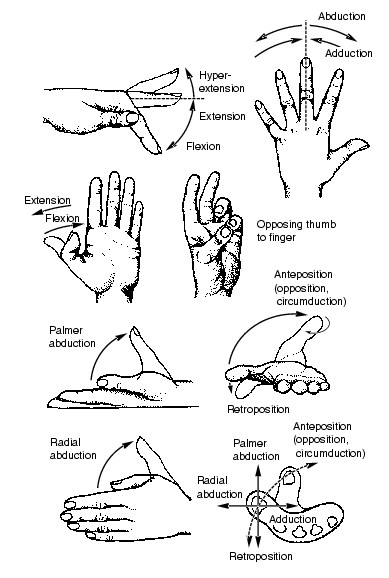 Abduction
Adduction
Hyper-
extension
Extension
Flexion
Extension
Flexion
Opposing thumb
to finger
Anteposition
(opposition,
circumduction)
Palmer
abduction
Retroposition
Radial
abduction
Palmer
abduction
Anteposition
(opposition,
circumduction)
Radial
abduction
Adduction
Retroposition